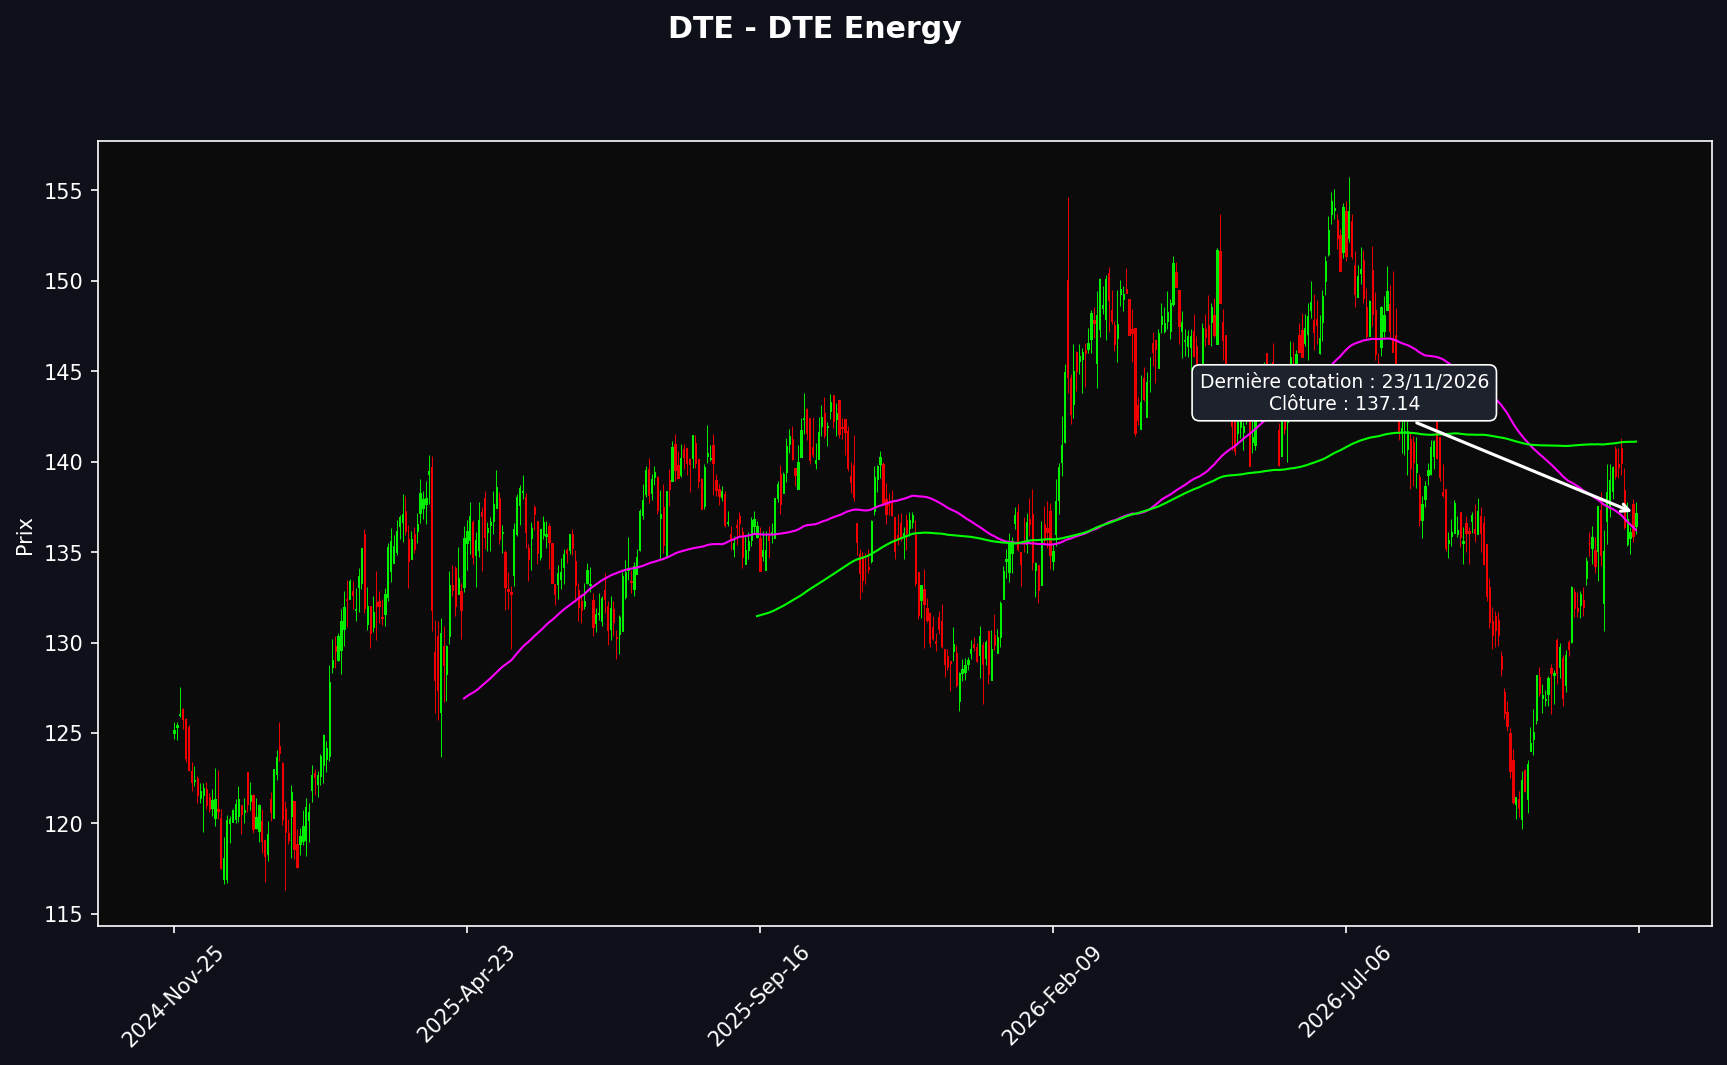 DTE - DTE Energy
155
150
145
140
135
130
125
120
115
Prix
Dernière cotation : 23/11/2026
Clôture : 137.14
2024-Nov-25
2025-Apr-23
2025-Sep-16
2026-Feb-09
2026-Jul-06